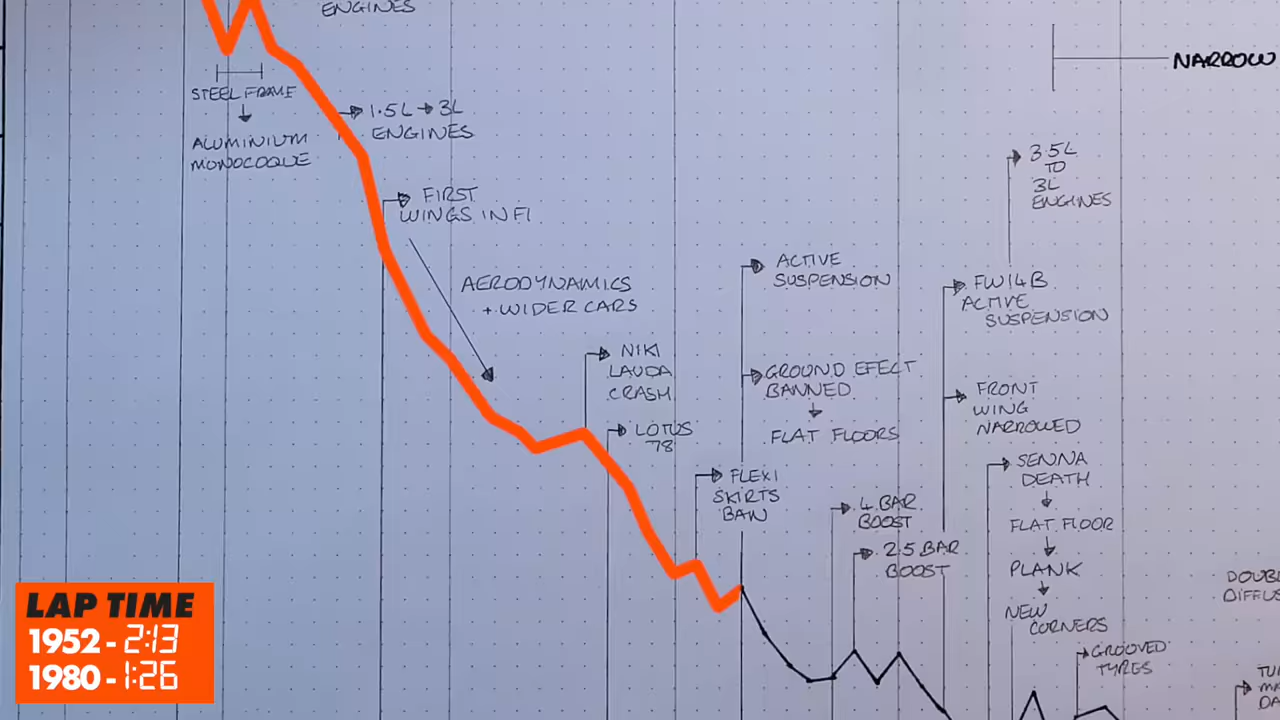 ENGINES
STEEL FRAME
ALUMINIUM
MONOCOQUE
1.5L → 3L
ENGINES
FIRST
WINGS IN F1
AERODYNAMICS
+ WIDER CARS
NIKI
LAUDA
CRASH
LOTUS
78
FLEXI
SKIRTS
BAN
ACTIVE
SUSPENSION
GROUND EFFECT
BANNED
FLAT FLOORS
4 BAR
BOOST
2.5 BAR
BOOST
NARROW
3.5L
TO
3L
ENGINES
FW14B
ACTIVE
SUSPENSION
FRONT
WING
NARROWED
SENNA
DEATH
FLAT FLOOR
PLANK
NEW
CORNERS
GROOVED
TYRES
LAP TIME
1952 - 2:13
1980 - 1:26